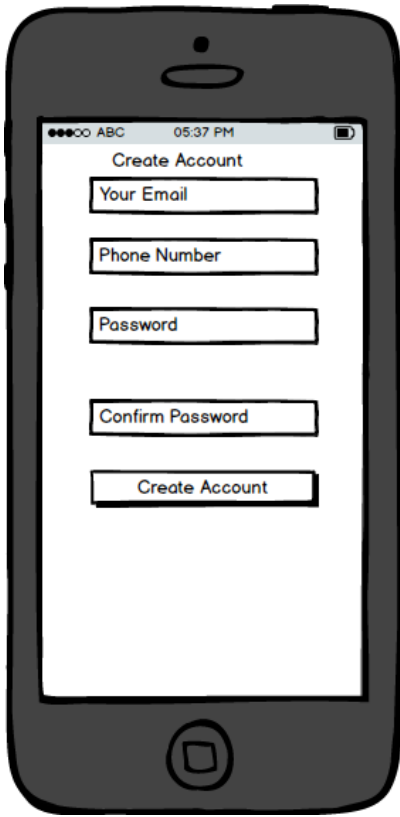 ABC 05:37 PM
Create Account
Your Email
Phone Number
Password
Confirm Password
Create Account